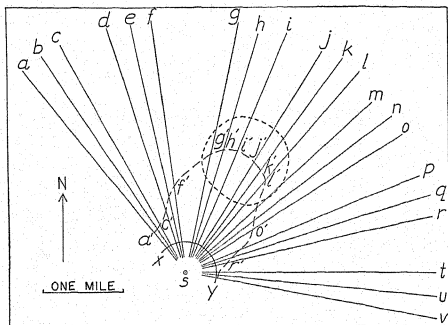 a b c d e f g h i j k l m n o p q r t u v
g' h' i' j'
k'
l'
f'
c'
a'
o'
r'
x
y
S
N
ONE MILE